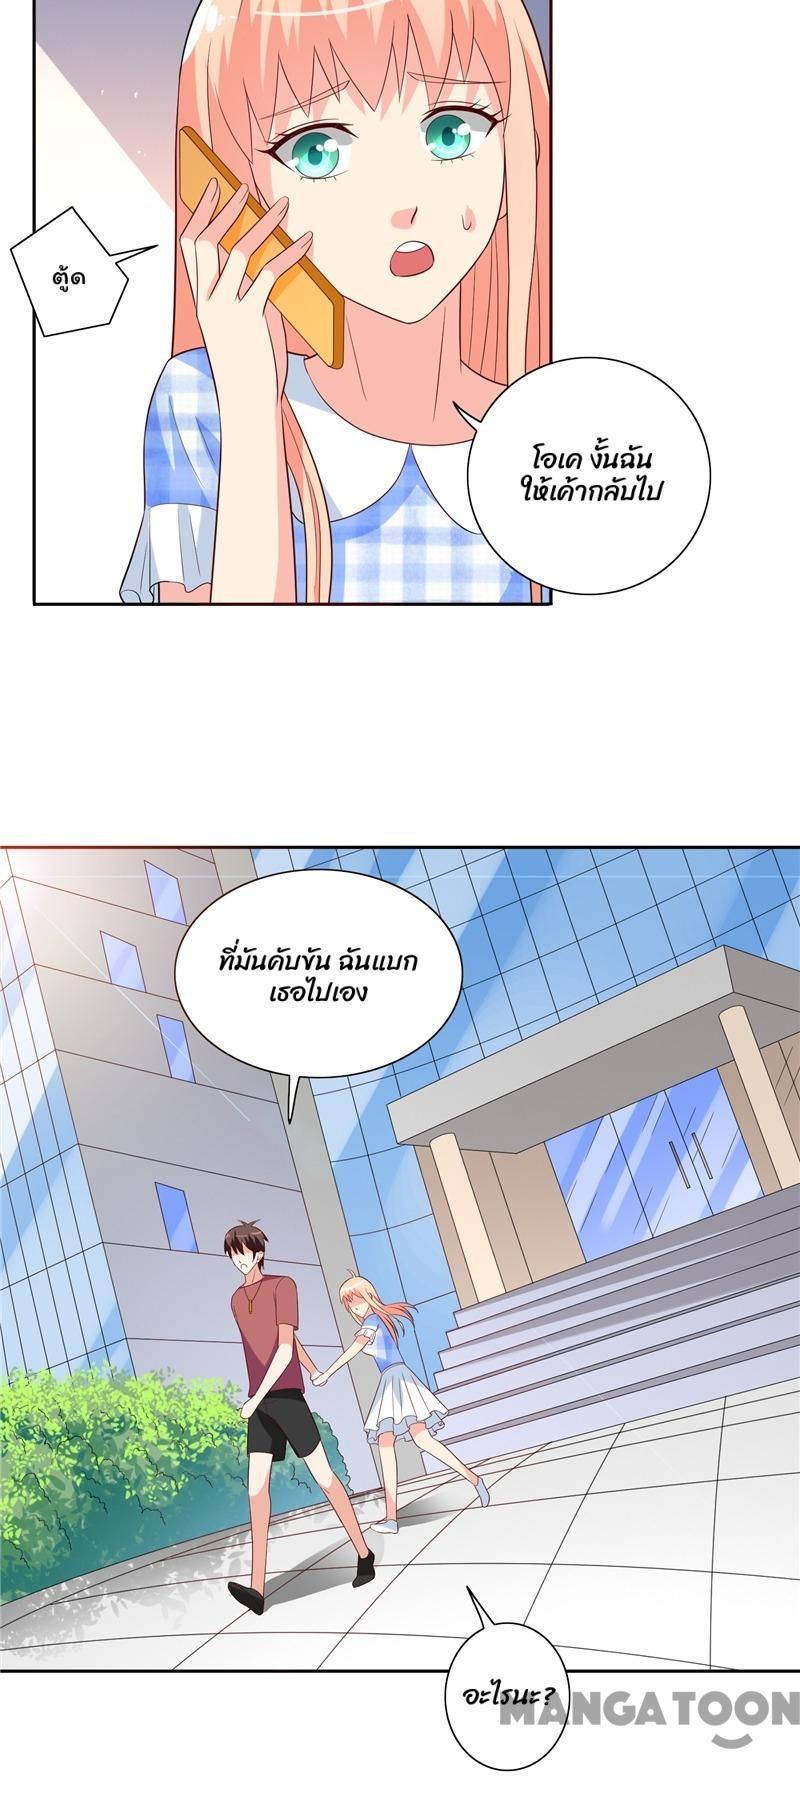 ตู้ด
โอเค งั้นฉัน
ให้เค้ากลับไป
ที่มันคับขัน ฉันแบก
เธอไปเอง
อะไรนะ?
MANGATOON